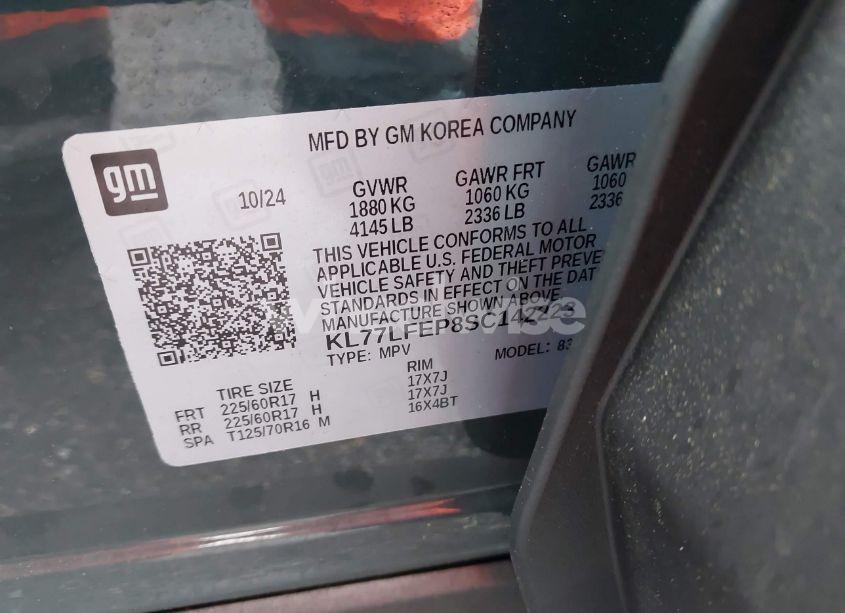 MFD BY GM KOREA COMPANY
gm
10/24
GVWR
1880 KG
4145 LB
GAWR FRT
1060 KG
2336 LB
GAWR
1060
2336
THIS VEHICLE CONFORMS TO ALL
APPLICABLE U.S. FEDERAL MOTOR
VEHICLE SAFETY AND THEFT PREVE
STANDARDS IN EFFECT ON THE DAT
MANUFACTURE SHOWN ABOVE
KL77LFEP8SC142223
TYPE: MPV
MODEL: 83
TIRE SIZE
RIM
FRT 225/60R17 H 17X7J
RR 225/60R17 H 17X7J
SPA T125/70R16 M 16X4BT